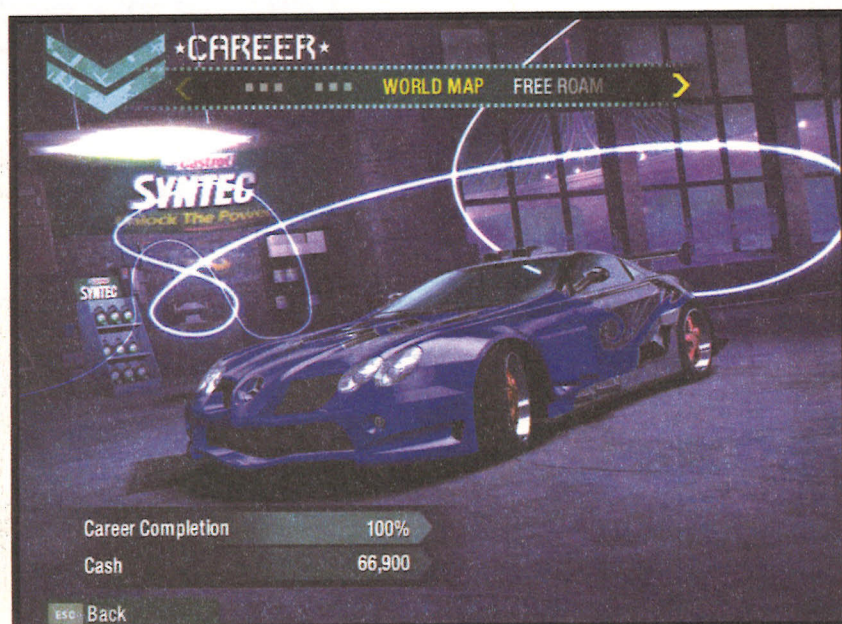 ★CAREER★
WORLD MAP FREE ROAM
Castrol
SYNTEC
Unlock The Power
SYNTEC
Career Completion 100%
Cash 66,900
ESC Back